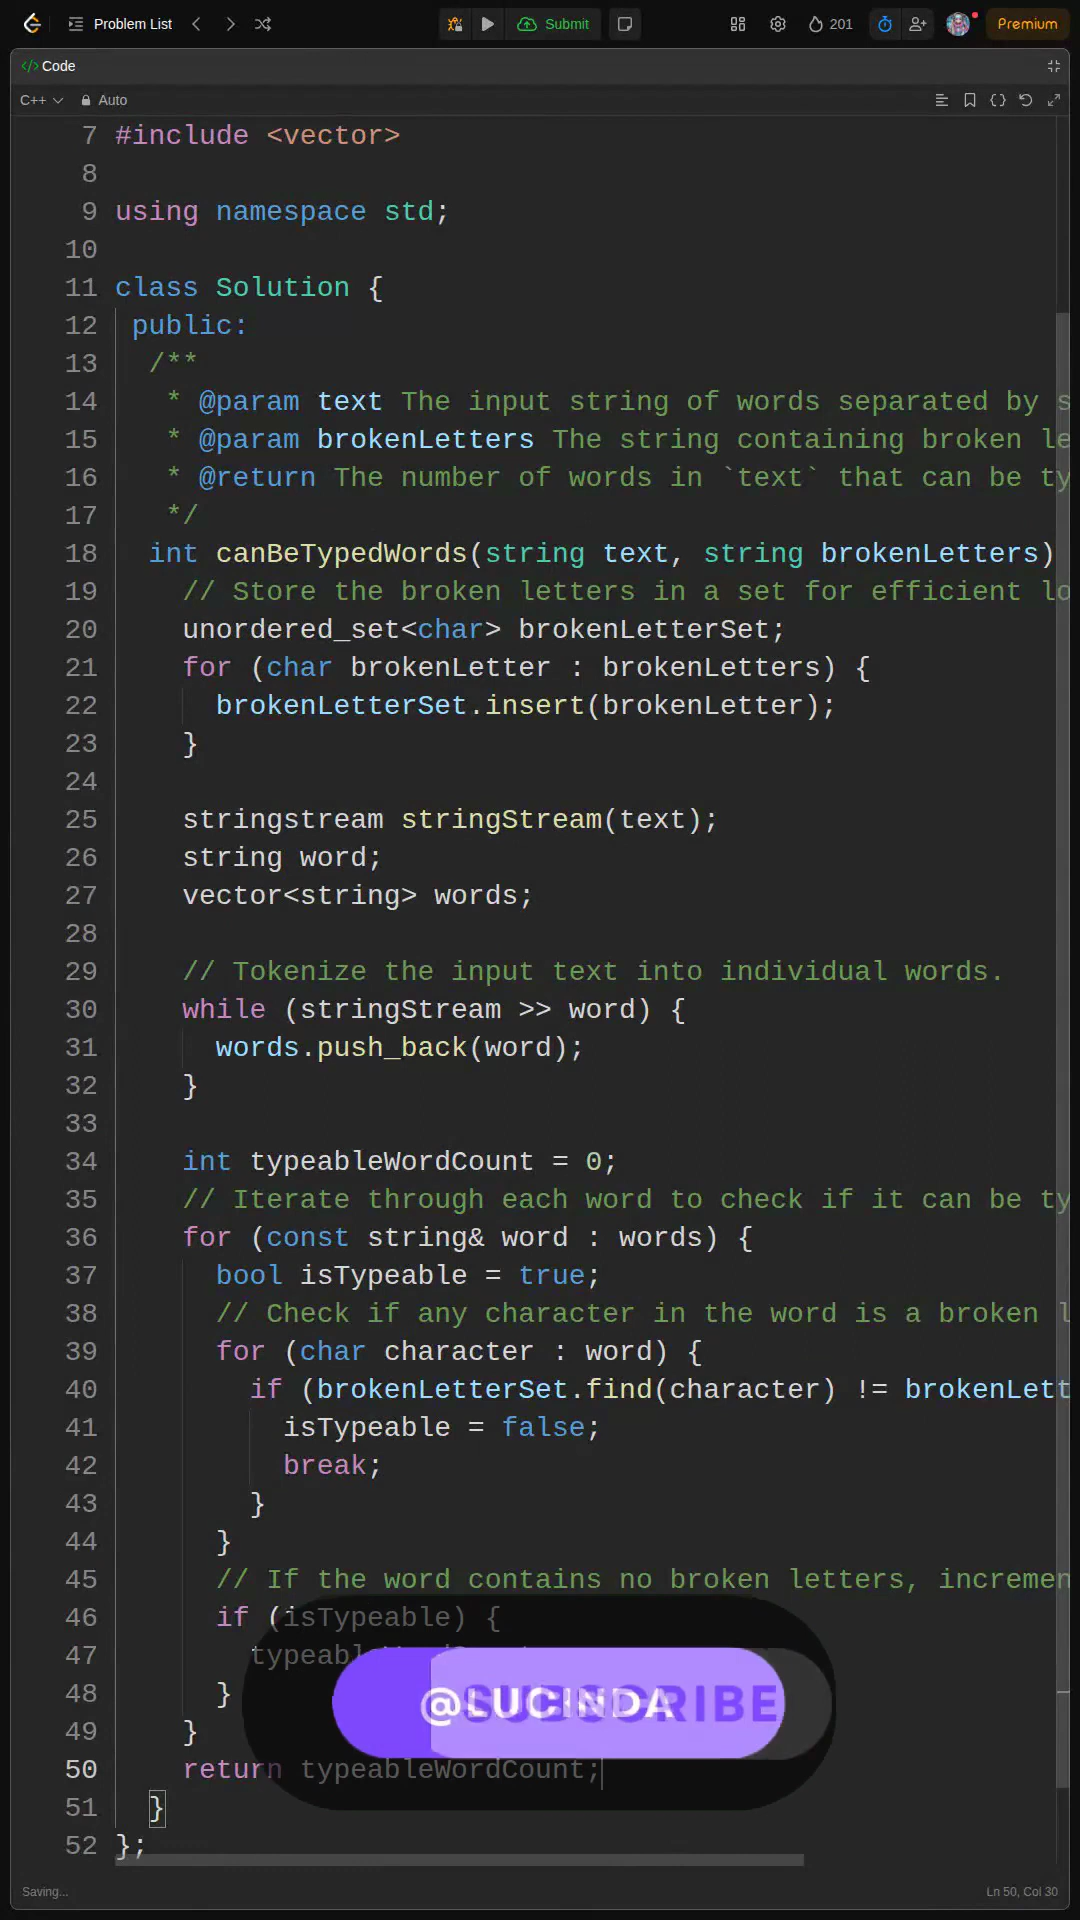 Problem List
Submit
201
Premium
</> Code
C++ Auto
7 #include <vector>
8
9 using namespace std;
10
11 class Solution {
12 public:
13 /**
14 * @param text The input string of words separated by
15 * @param brokenLetters The string containing broken
16 * @return The number of words in `text` that can be
17 */
18 int canBeTypedWords(string text, string brokenLetters)
19 // Store the broken letters in a set for efficient
20 unordered_set<char> brokenLetterSet;
21 for (char brokenLetter : brokenLetters) {
22 brokenLetterSet.insert(brokenLetter);
23 }
24
25 stringstream stringStream(text);
26 string word;
27 vector<string> words;
28
29 // Tokenize the input text into individual words.
30 while (stringStream >> word) {
31 words.push_back(word);
32 }
33
34 int typeableWordCount = 0;
35 // Iterate through each word to check if it can be
36 for (const string& word : words) {
37 bool isTypeable = true;
38 // Check if any character in the word is a broken
39 for (char character : word) {
40 if (brokenLetterSet.find(character) != brokenLett
41 isTypeable = false;
42 break;
43 }
44 }
45 // If the word contains no broken letters, incremen
46 if (isTypeable) {
47
48 }
@LUCINDA
SUBSCRIBE
49 }
50 return typeableWordCount;
51 }
52 };
Saving...
Ln 50, Col 30